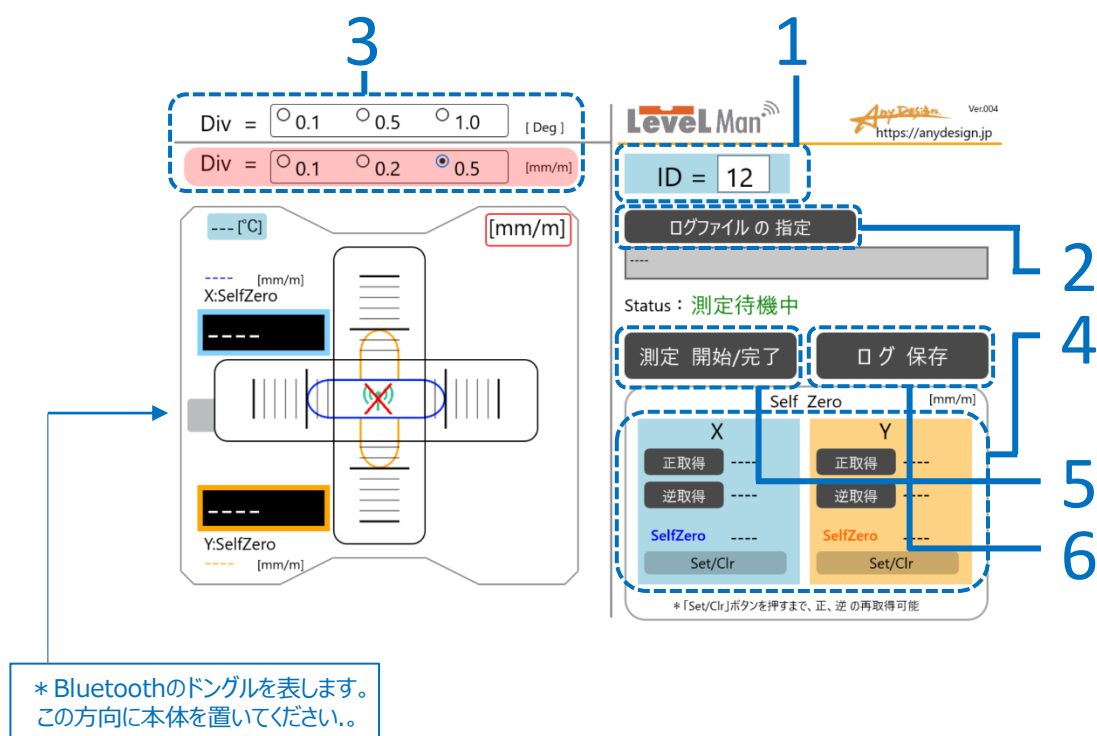 3
1
Div = 0.1 0.5 1.0 [ Deg ]
Div = 0.1 0.2 0.5 [mm/m]
LeveL Man
AnyDesign
Ver.004
https://anydesign.jp
ID = 12
ログファイル の 指定
2
----
Status : 測定待機中
4
測定 開始/完了
ログ 保存
--- [℃]
[mm/m]
---- [mm/m]
X:SelfZero
----
----
Y:SelfZero
---- [mm/m]
Self Zero [mm/m]
X
正取得 ----
逆取得 ----
SelfZero ----
Set/Clr
Y
正取得 ----
逆取得 ----
SelfZero ----
Set/Clr
5
6
*「Set/Clr」ボタンを押すまで、正、逆 の再取得可能
* Bluetoothのドングルを表します。
この方向に本体を置いてください.。